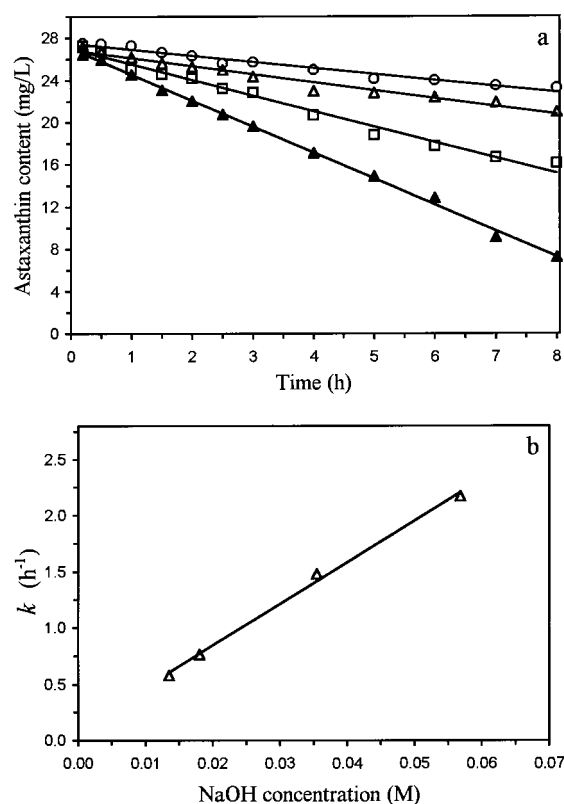 a
28
24
20
16
12
8
4
0
Astaxanthin content (mg/L)
0 1 2 3 4 5 6 7 8
Time (h)
b
2.5
2.0
1.5
1.0
0.5
0.0
k (h⁻¹)
0.00 0.01 0.02 0.03 0.04 0.05 0.06 0.07
NaOH concentration (M)